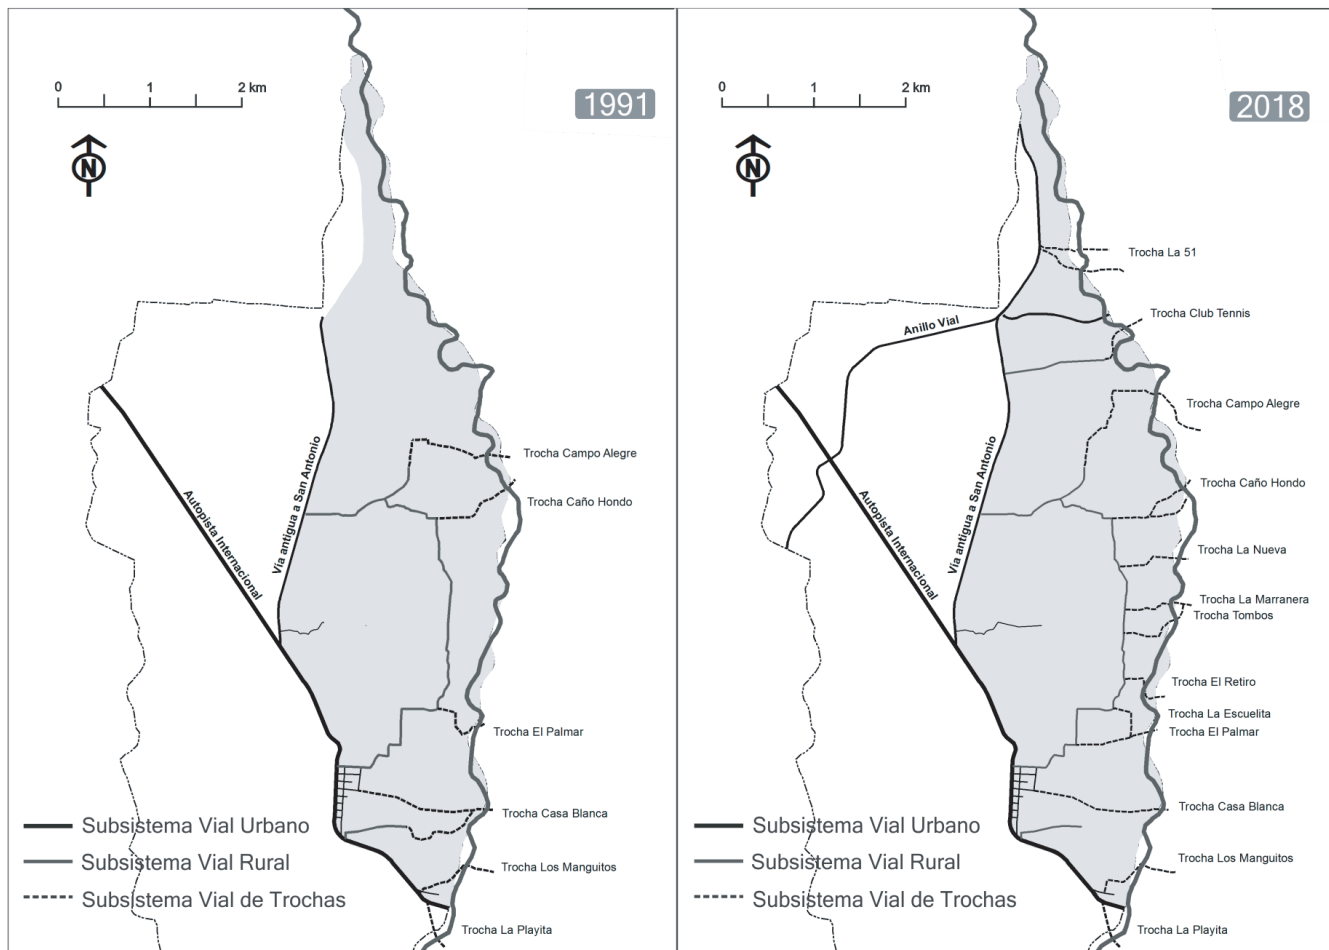 0 1 2 km
1991
N
Vía antigua a San Antonio
Autopista Internacional
Trocha Campo Alegre
Trocha Caño Hondo
Trocha El Palmar
Trocha Casa Blanca
Trocha Los Manguitos
Trocha La Playita
Subsistema Vial Urbano
Subsistema Vial Rural
Subsistema Vial de Trochas
0 1 2 km
2018
N
Trocha La 51
Trocha Club Tennis
Anillo Vial
Trocha Campo Alegre
Vía antigua a San Antonio
Autopista Internacional
Trocha Caño Hondo
Trocha La Nueva
Trocha La Marranera
Trocha Tombos
Trocha El Retiro
Trocha La Escuelita
Trocha El Palmar
Trocha Casa Blanca
Trocha Los Manguitos
Trocha La Playita
Subsistema Vial Urbano
Subsistema Vial Rural
Subsistema Vial de Trochas